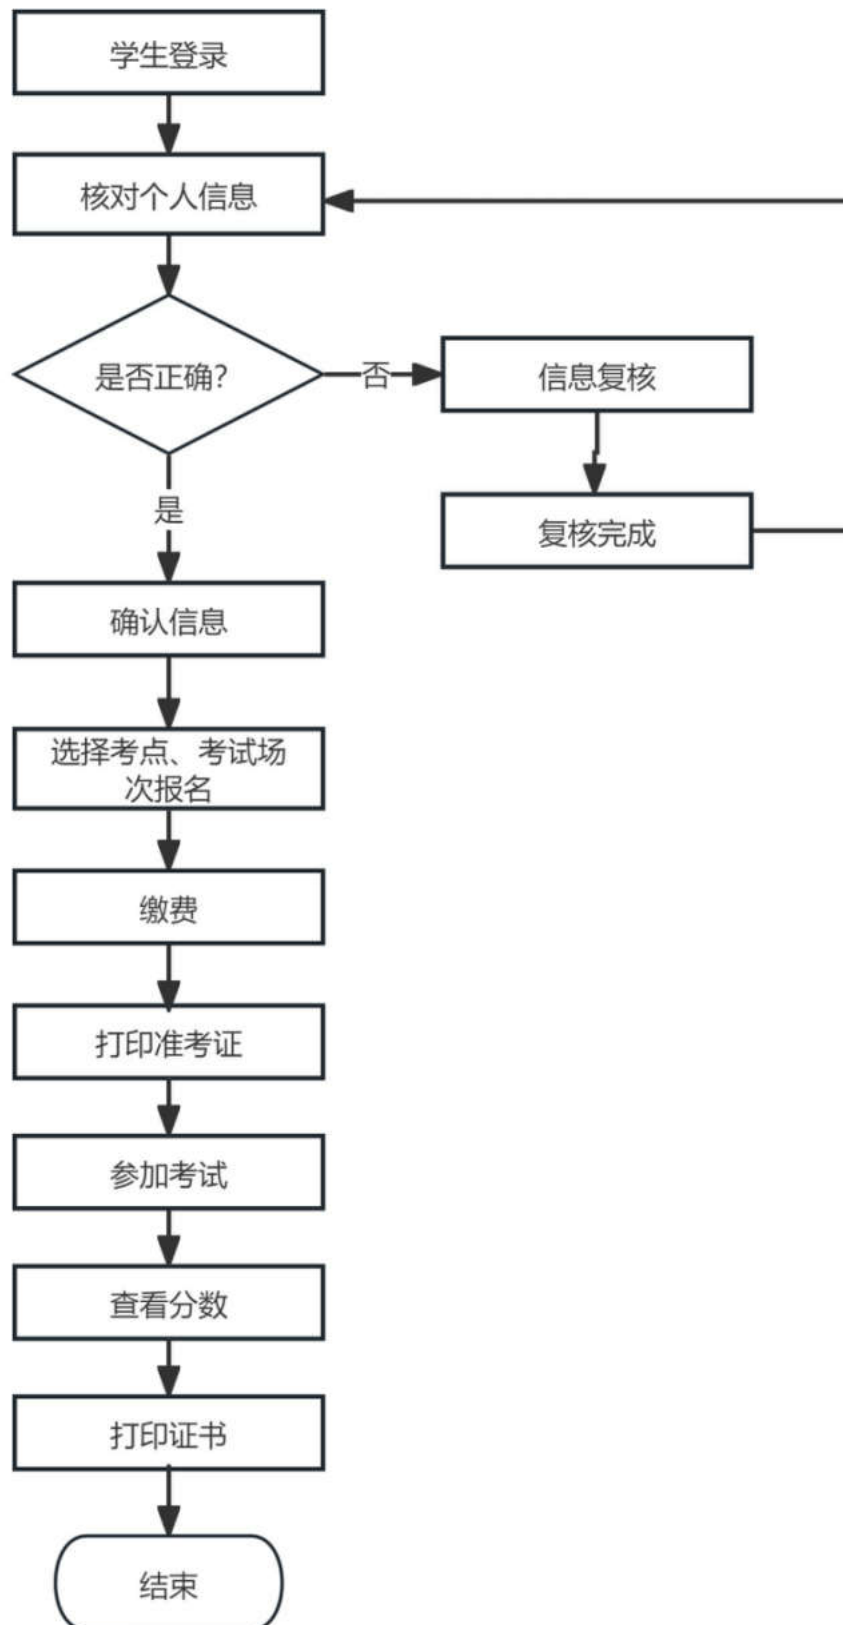 学生登录
核对个人信息
是否正确?
否
信息复核
复核完成
是
确认信息
选择考点、考试场
次报名
缴费
打印准考证
参加考试
查看分数
打印证书
结束